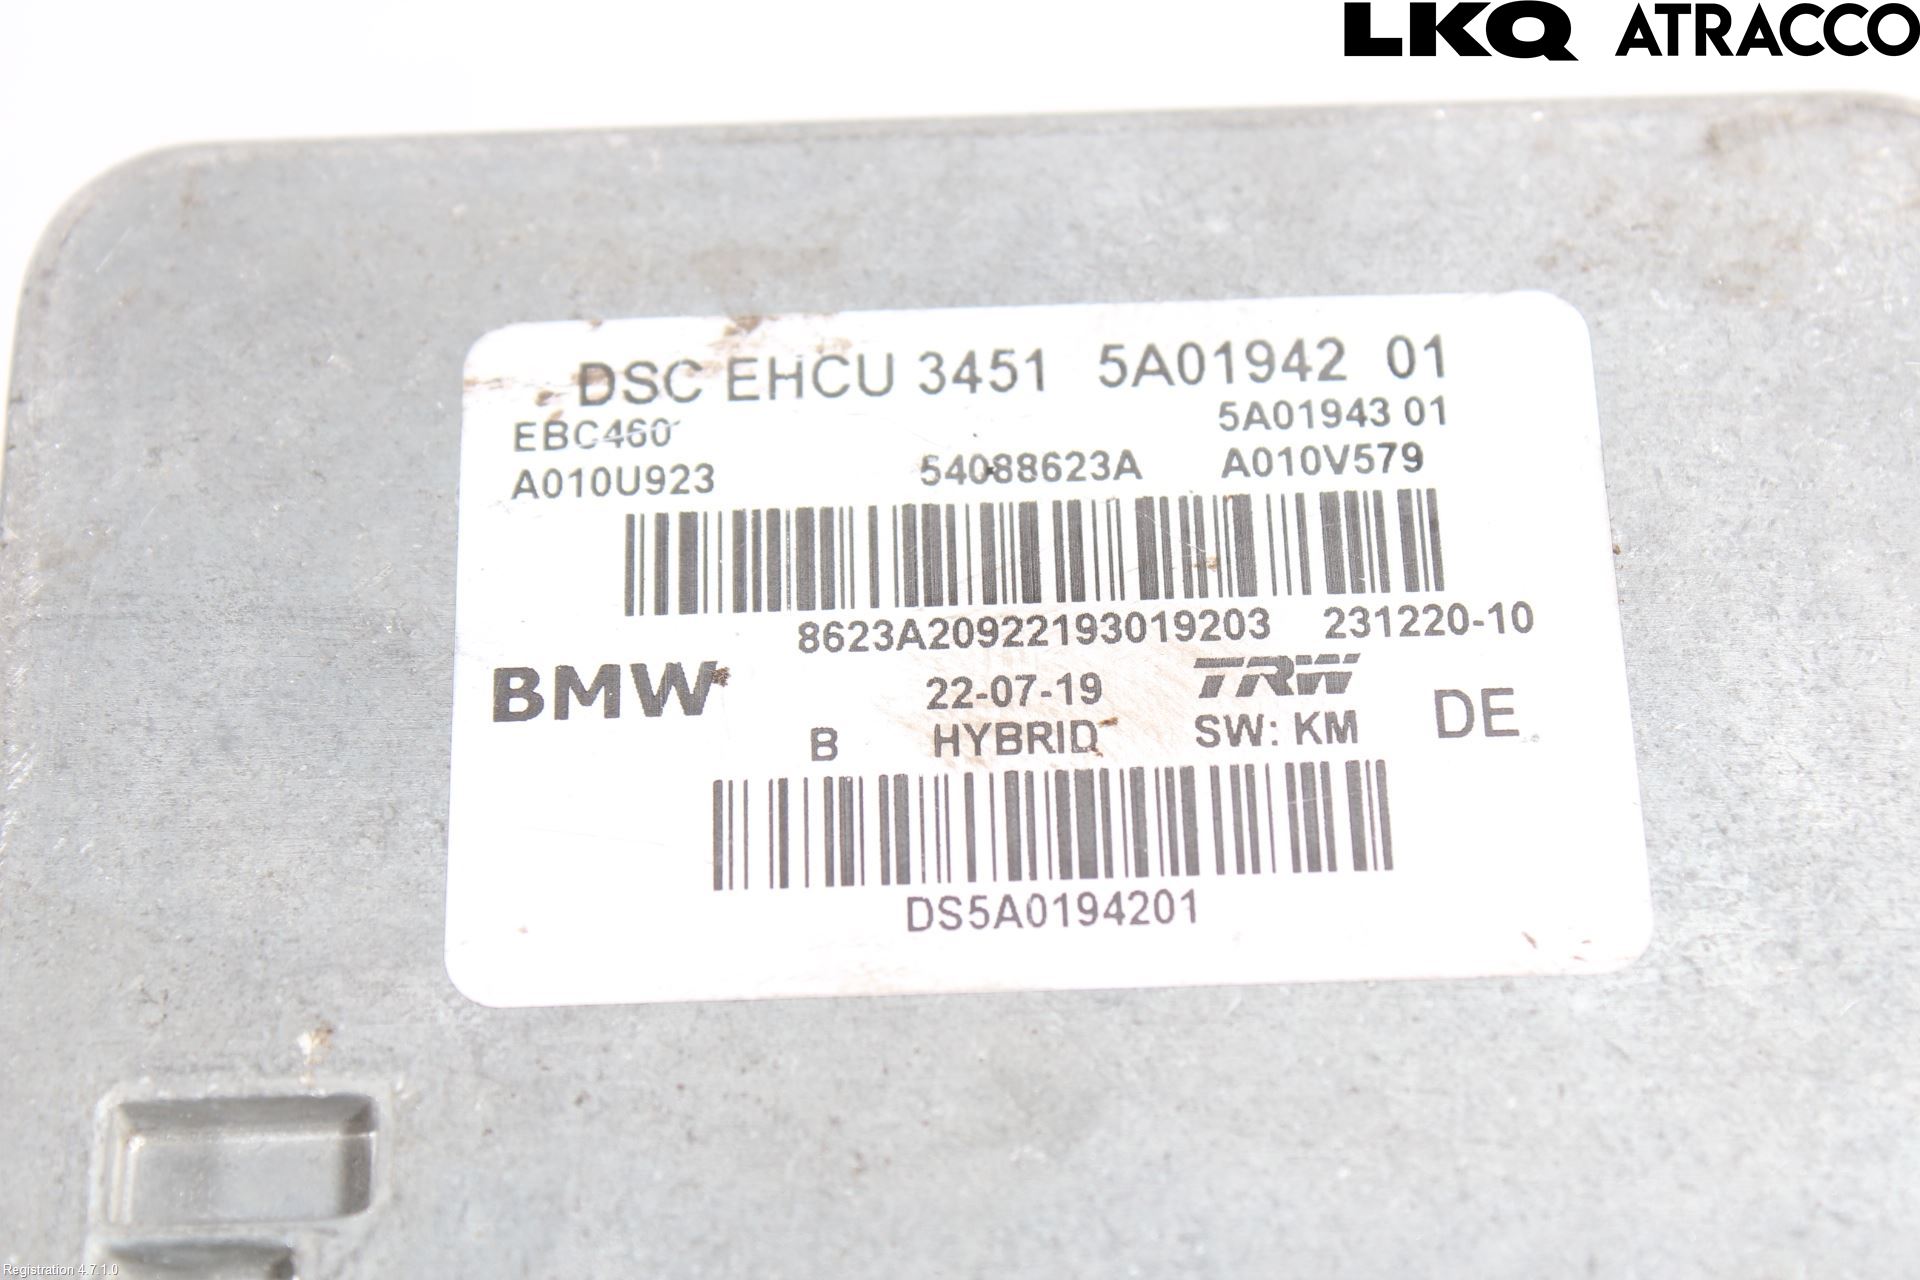 LKQ ATRACCO
DSC EHCU 3451 5A01942 01
EBC460 5A01943 01
A010U923 54088623A A010V579
8623A20922193019203 231220-10
BMW 22-07-19 TRW DE
B HYBRID SW: KM
DS5A0194201
Registration 4.7.1.0